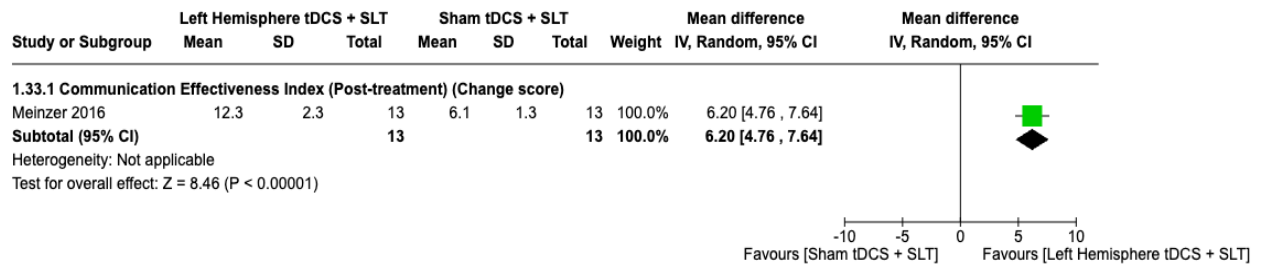 Left Hemisphere tDCS + SLT Sham tDCS + SLT Mean difference Mean difference
Study or Subgroup Mean SD Total Mean SD Total Weight IV, Random, 95% CI IV, Random, 95% CI
1.33.1 Communication Effectiveness Index (Post-treatment) (Change score)
Meinzer 2016 12.3 2.3 13 6.1 1.3 13 100.0% 6.20 [4.76 , 7.64]
Subtotal (95% CI) 13 13 100.0% 6.20 [4.76 , 7.64]
Heterogeneity: Not applicable
Test for overall effect: Z = 8.46 (P < 0.00001)
-10 -5 0 5 10
Favours [Sham tDCS + SLT] Favours [Left Hemisphere tDCS + SLT]